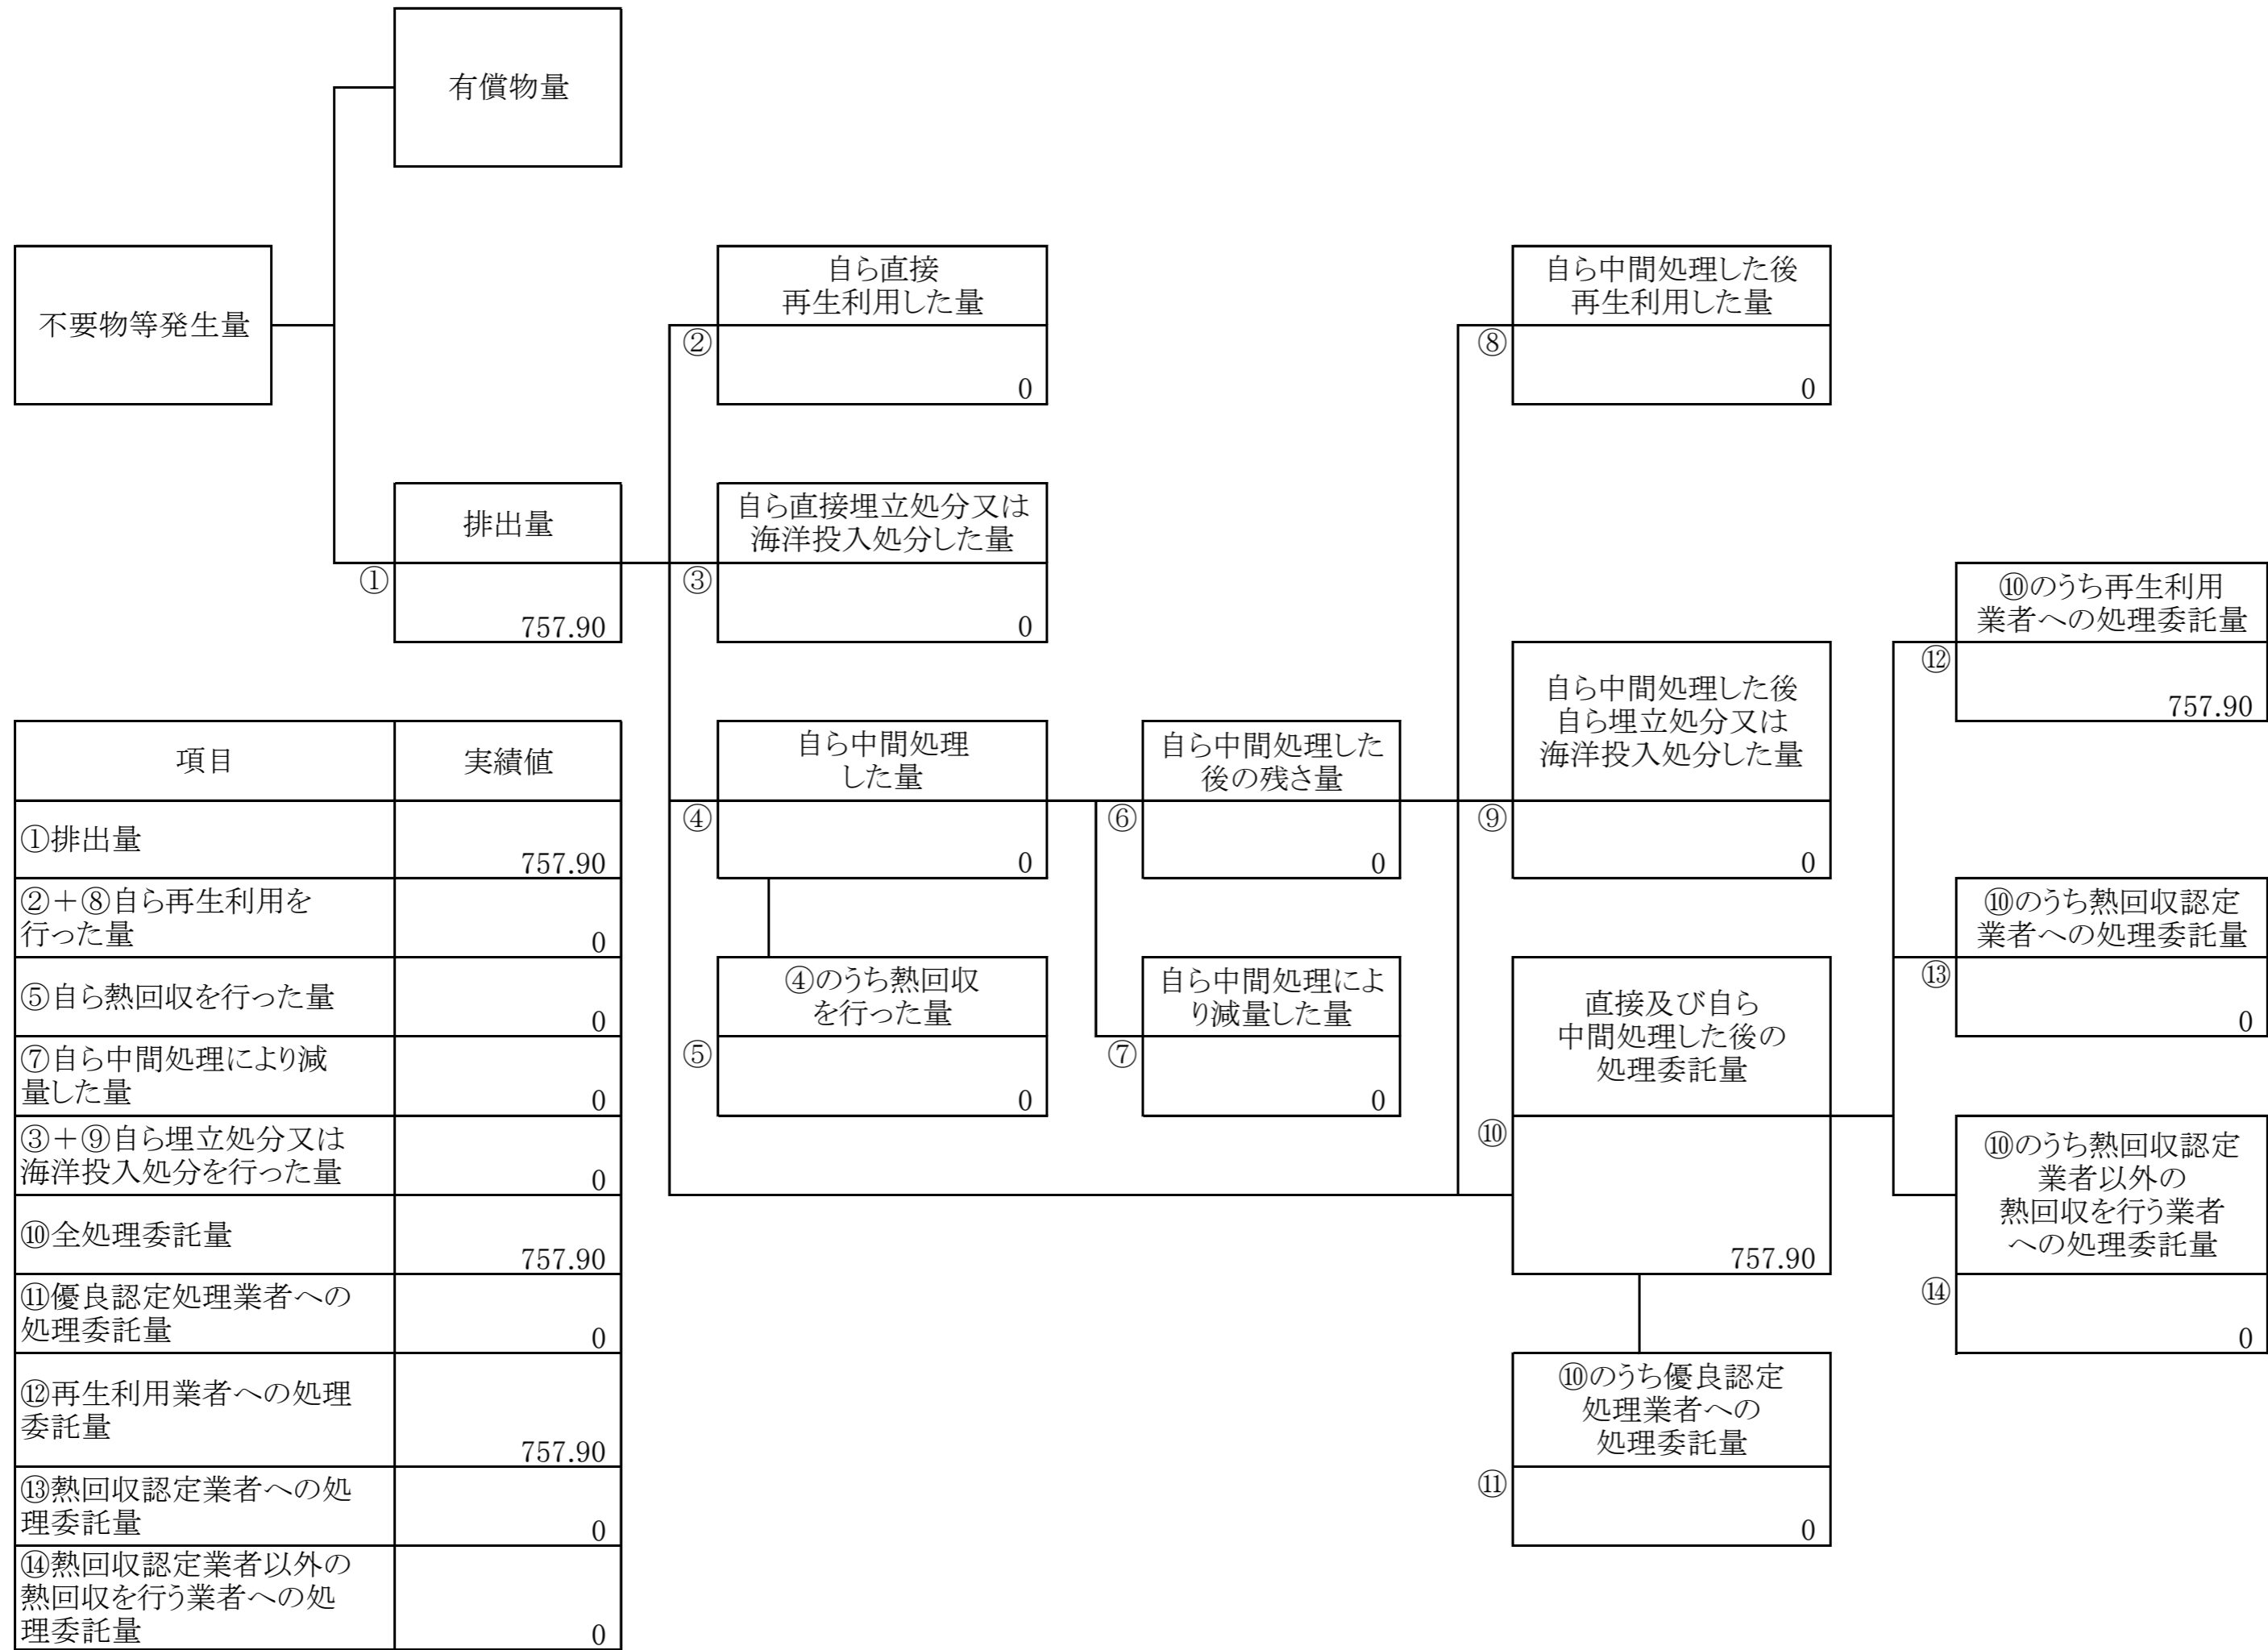 有償物量
不要物等発生量
自ら直接
再生利用した量
②
0
自ら中間処理した後
再生利用した量
⑧
0
排出量
①
757.90
自ら直接埋立処分又は
海洋投入処分した量
③
0
⑩のうち再生利用
業者への処理委託量
⑫
757.90
自ら中間処理
した量
④
0
自ら中間処理した
後の残さ量
⑥
0
自ら中間処理した後
自ら埋立処分又は
海洋投入処分した量
⑨
0
⑩のうち熱回収認定
業者への処理委託量
⑬
0
④のうち熱回収
を行った量
⑤
0
自ら中間処理によ
り減量した量
⑦
0
直接及び自ら
中間処理した後の
処理委託量
⑩
757.90
⑩のうち熱回収認定
業者以外の
熱回収を行う業者
への処理委託量
⑭
0
⑩のうち優良認定
処理業者への
処理委託量
⑪
0
項目 実績値
①排出量
757.90
②+⑧自ら再生利用を
行った量
0
⑤自ら熱回収を行った量
0
⑦自ら中間処理により減
量した量
0
③+⑨自ら埋立処分又は
海洋投入処分を行った量
0
⑩全処理委託量
757.90
⑪優良認定処理業者への
処理委託量
0
⑫再生利用業者への処理
委託量
757.90
⑬熱回収認定業者への処
理委託量
0
⑭熱回収認定業者以外の
熱回収を行う業者への処
理委託量
0